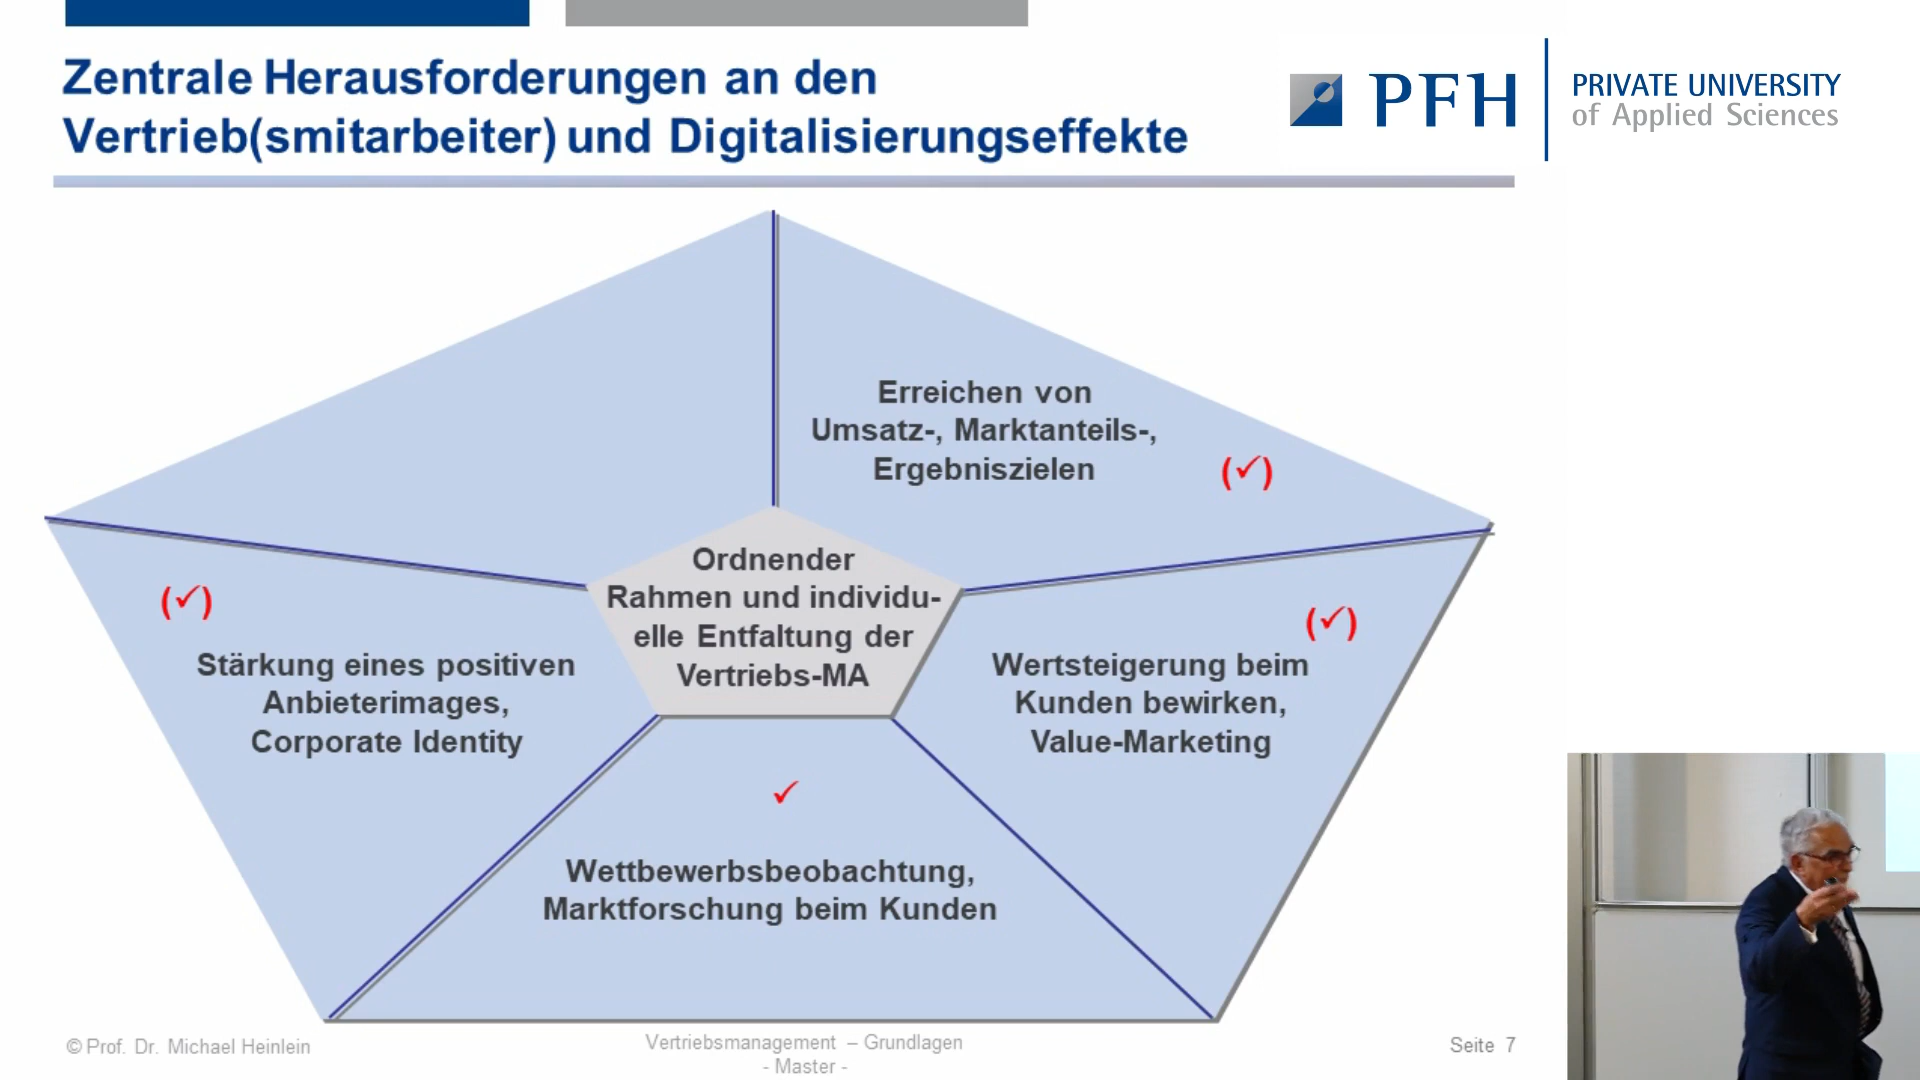 Zentrale Herausforderungen an den
Vertrieb(smitarbeiter) und Digitalisierungseffekte
PFH
PRIVATE UNIVERSITY
of Applied Sciences
Erreichen von
Umsatz-, Marktanteils-,
Ergebniszielen
(✓)
Ordnender
Rahmen und individu-
elle Entfaltung der
Vertriebs-MA
(✓)
Stärkung eines positiven
Anbieterimages,
Corporate Identity
(✓)
Wertsteigerung beim
Kunden bewirken,
Value-Marketing
✓
Wettbewerbsbeobachtung,
Marktforschung beim Kunden
© Prof. Dr. Michael Heinlein
Vertriebsmanagement – Grundlagen
- Master -
Seite 7